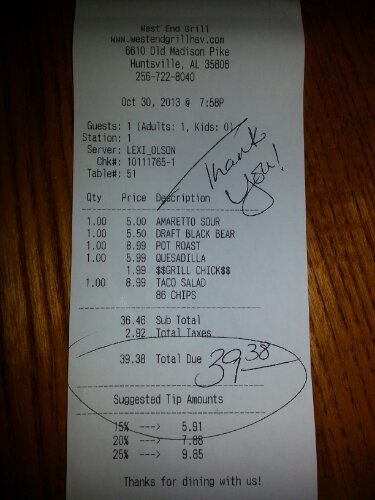 West End Grill
www.westendgrillhsv.com
6610 Old Madison Pike
Huntsville, AL 35806
256-722-8040
Oct 30, 2013 @ 7:58P
Guests: 1 (Adults: 1, Kids: 0)
Station: 1
Server: LEXI_OLSON
Chk#: 10111765-1
Table#: 51
Thank You!
Qty Price Description
1.00 5.00 AMARETTO SOUR
1.00 5.50 DRAFT BLACK BEAR
1.00 8.99 POT ROAST
1.00 5.99 QUESADILLA
1.99 $$GRILL CHICK$$
1.00 8.99 TACO SALAD
86 CHIPS
36.46 Sub Total
2.92 Total Taxes
39.38 Total Due 39.38
Suggested Tip Amounts
15% ---> 5.91
20% ---> 7.88
25% ---> 9.85
Thanks for dining with us!